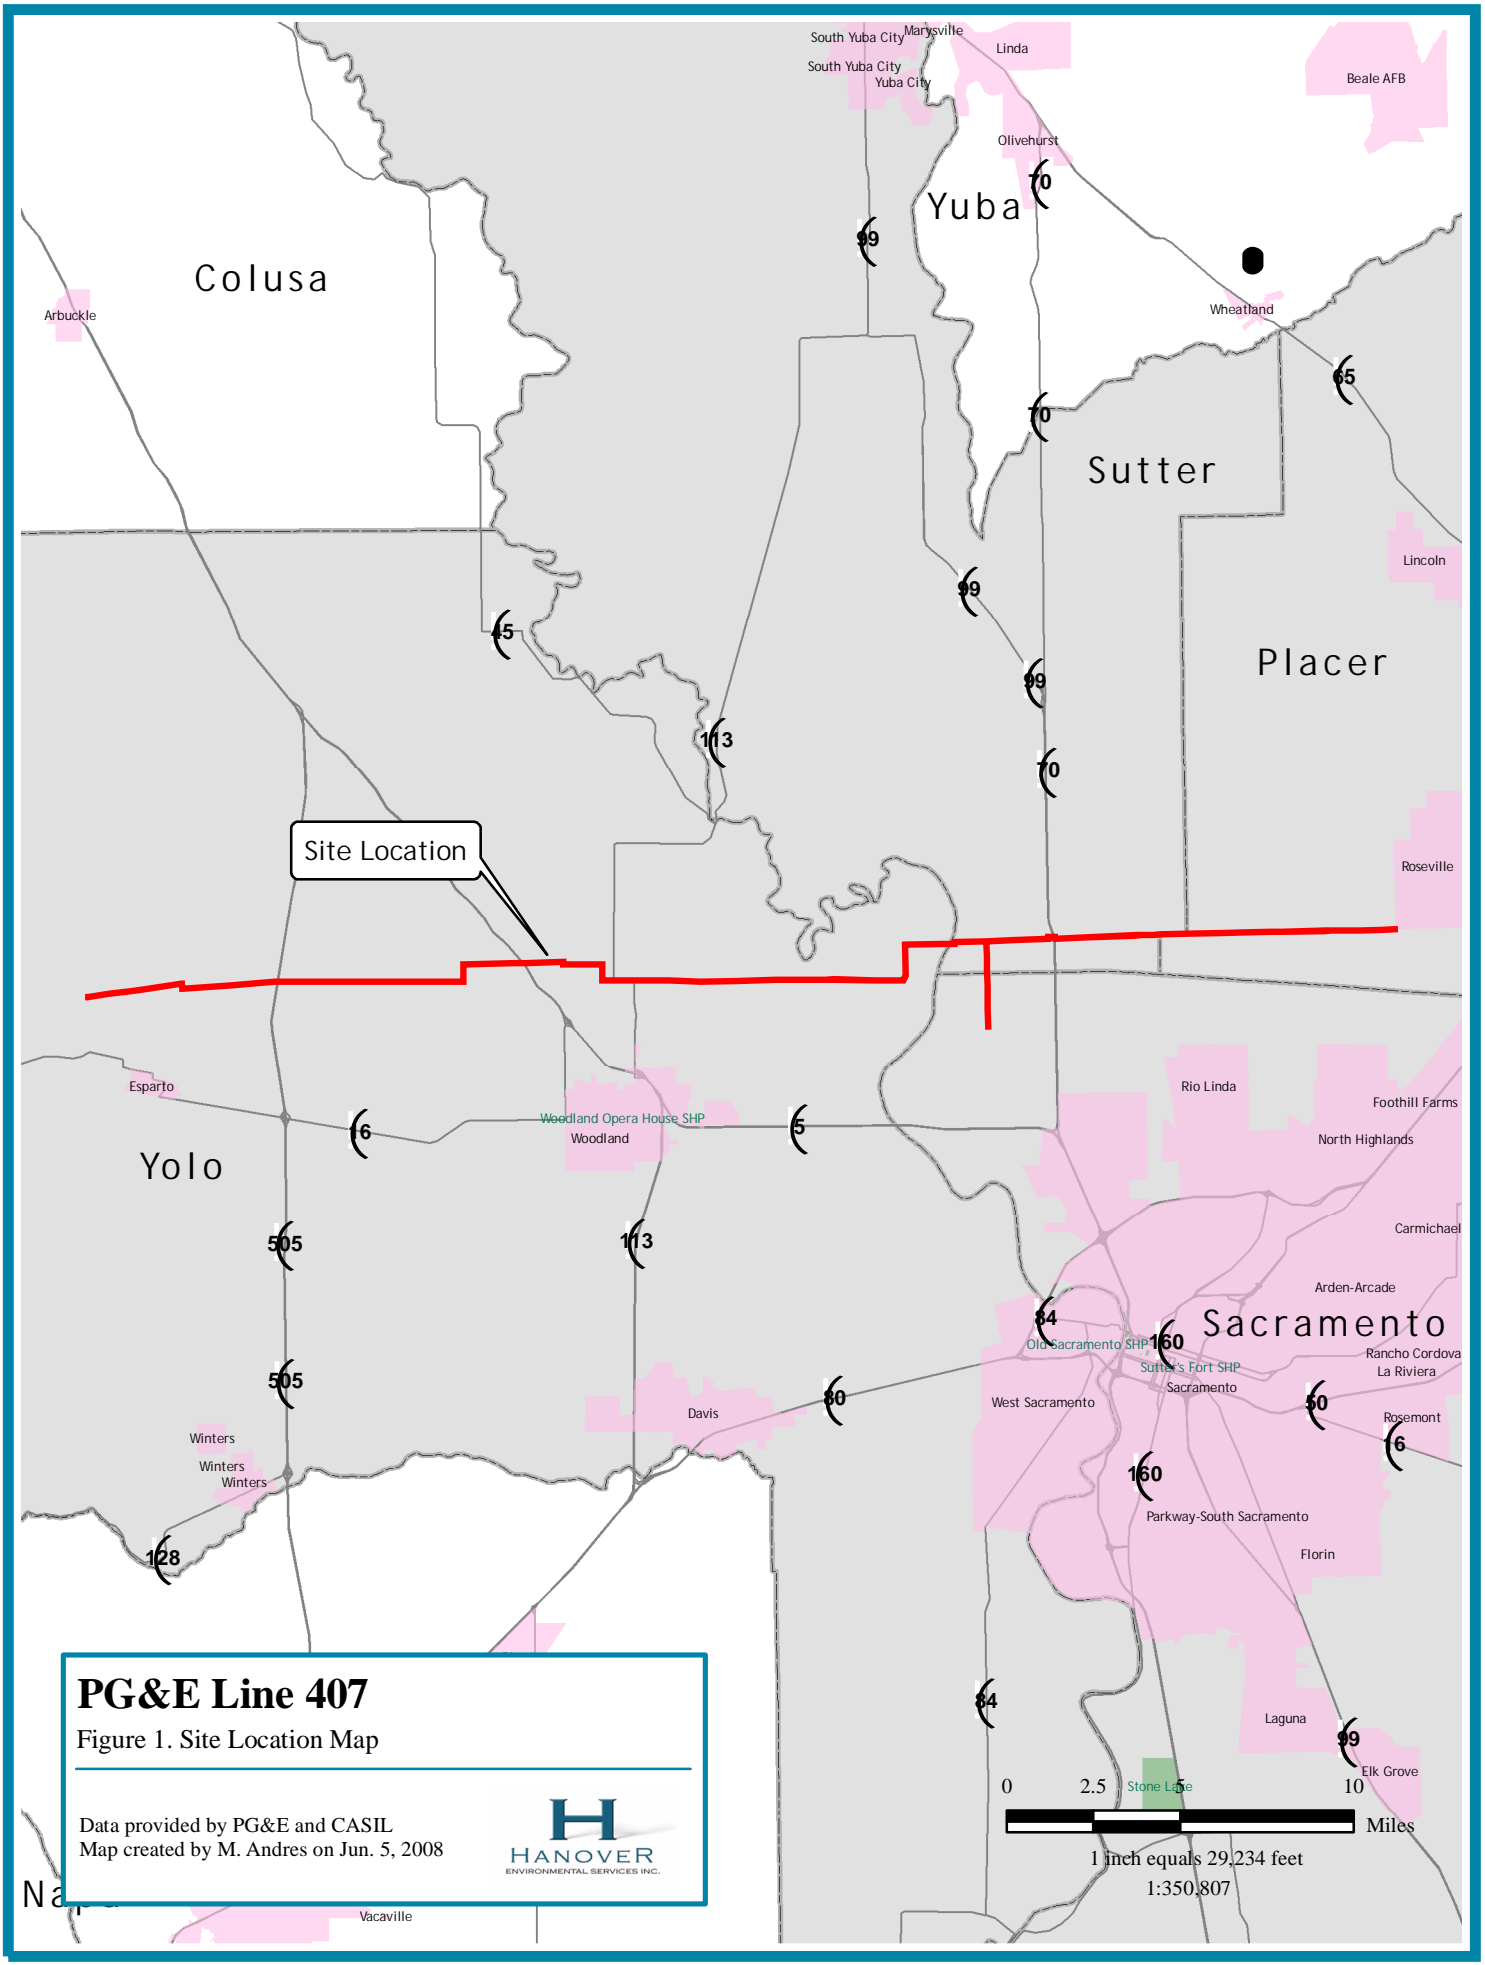 South Yuba City
Marysville
Linda
South Yuba City
Yuba City
Beale AFB
Olivehurst
70
Yuba
99
Colusa
Arbuckle
Wheatland
65
70
Sutter
Lincoln
99
45
Placer
99
113
70
Site Location
Roseville
Esparto
Rio Linda
Foothill Farms
Woodland Opera House SHP
5
16
Woodland
North Highlands
Yolo
Carmichael
505
113
Arden-Arcade
84
Sacramento
Old Sacramento SHP
160
Rancho Cordova
Sutter's Fort SHP
La Riviera
505
Sacramento
80
West Sacramento
50
Davis
Rosemont
Winters
16
Winters
160
Winters
Parkway-South Sacramento
128
Florin
PG&E Line 407
84
Laguna
Figure 1. Site Location Map
99
Elk Grove
0 2.5 Stone Lake 5 10
Data provided by PG&E and CASIL
Miles
Map created by M. Andres on Jun. 5, 2008
HANOVER
ENVIRONMENTAL SERVICES INC.
1 inch equals 29,234 feet
1:350,807
Napa
Vacaville